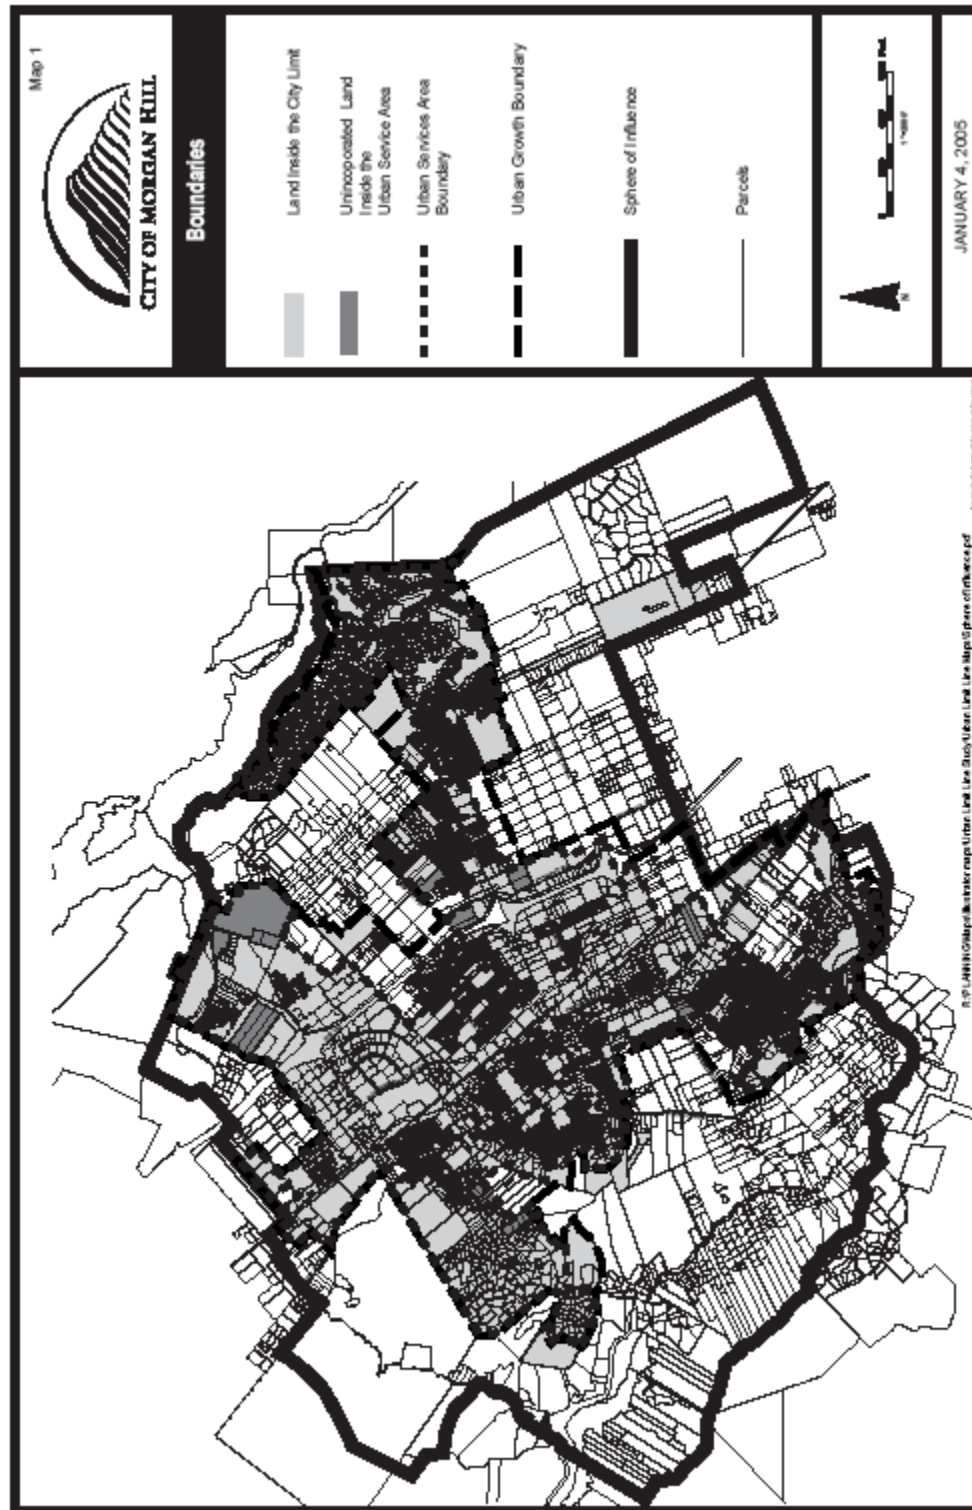 Map 1
CITY OF MORGAN HILL
Boundaries
Land Inside the City Limit
Unincoporated Land
Inside the
Urban Service Area
Urban Services Area
Boundary
Urban Growth Boundary
Sphere of Influence
Parcels
N
JANUARY 4, 2005